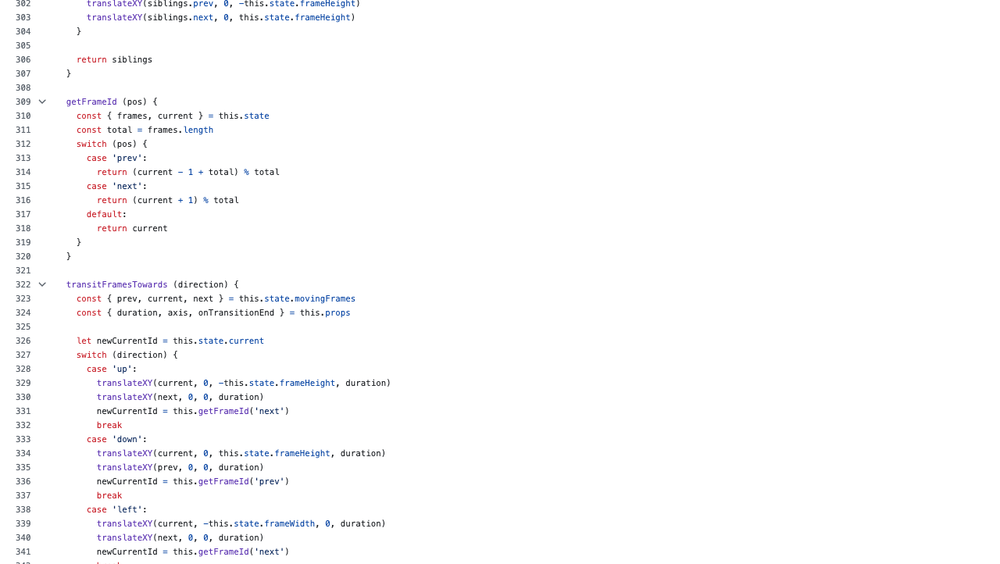 302 translateXY(siblings.prev, 0, -this.state.frameHeight)
303 translateXY(siblings.next, 0, this.state.frameHeight)
304 }
305
306 return siblings
307 }
308
309 getFrameId (pos) {
310 const { frames, current } = this.state
311 const total = frames.length
312 switch (pos) {
313 case 'prev':
314 return (current - 1 + total) % total
315 case 'next':
316 return (current + 1) % total
317 default:
318 return current
319 }
320 }
321
322 transitFramesTowards (direction) {
323 const { prev, current, next } = this.state.movingFrames
324 const { duration, axis, onTransitionEnd } = this.props
325
326 let newCurrentId = this.state.current
327 switch (direction) {
328 case 'up':
329 translateXY(current, 0, -this.state.frameHeight, duration)
330 translateXY(next, 0, 0, duration)
331 newCurrentId = this.getFrameId('next')
332 break
333 case 'down':
334 translateXY(current, 0, this.state.frameHeight, duration)
335 translateXY(prev, 0, 0, duration)
336 newCurrentId = this.getFrameId('prev')
337 break
338 case 'left':
339 translateXY(current, -this.state.frameWidth, 0, duration)
340 translateXY(next, 0, 0, duration)
341 newCurrentId = this.getFrameId('next')